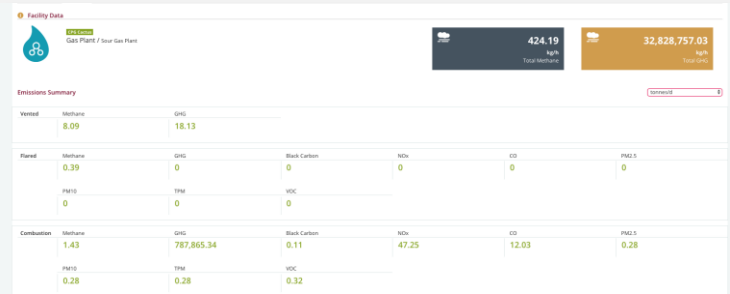 Facility Data
CPG Cactus
Gas Plant / Sour Gas Plant
424.19
kg/h
Total Methane
32,828,757.03
kg/h
Total GHG
Emissions Summary
tonnes/d
Vented Methane GHG
8.09 18.13
Flared Methane GHG Black Carbon NOx CO PM2.5
0.39 0 0 0 0 0
PM10 TPM VOC
0 0 0
Combustion Methane GHG Black Carbon NOx CO PM2.5
1.43 787,865.34 0.11 47.25 12.03 0.28
PM10 TPM VOC
0.28 0.28 0.32